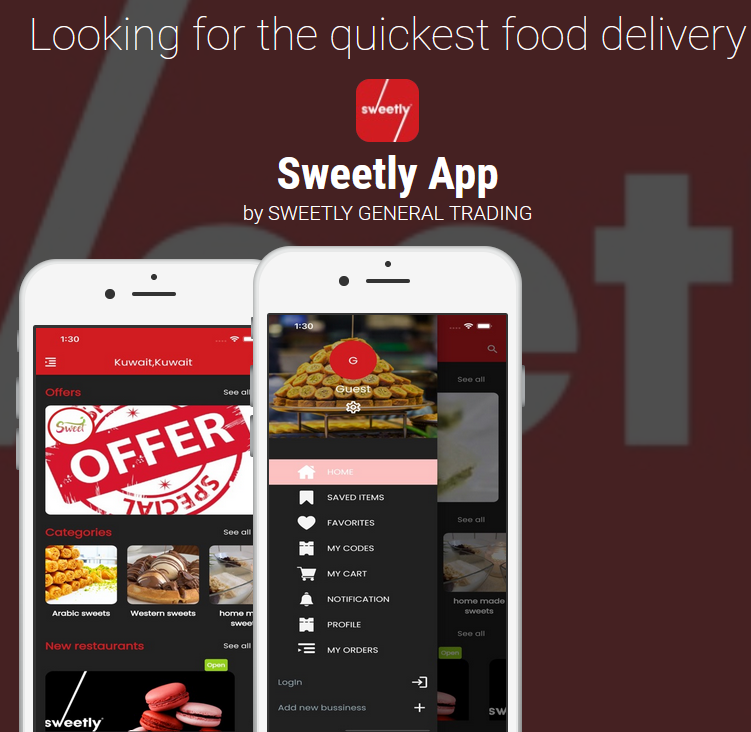 Looking for the quickest food delivery
sweetly
Sweetly App
by SWEETLY GENERAL TRADING
1:30
Kuwait,Kuwait
Offers
See all
Sweet
OFFER
SPECIAL
Categories
See all
Arabic sweets
Western sweets
home m
swee
New restaurants
See all
Open
sweetly
1:30
G
Guest
HOME
SAVED ITEMS
FAVORITES
MY CODES
MY CART
NOTIFICATION
PROFILE
MY ORDERS
LogIn
Add new bussiness
See all
See all
home made
sweets
See all
Open
sw